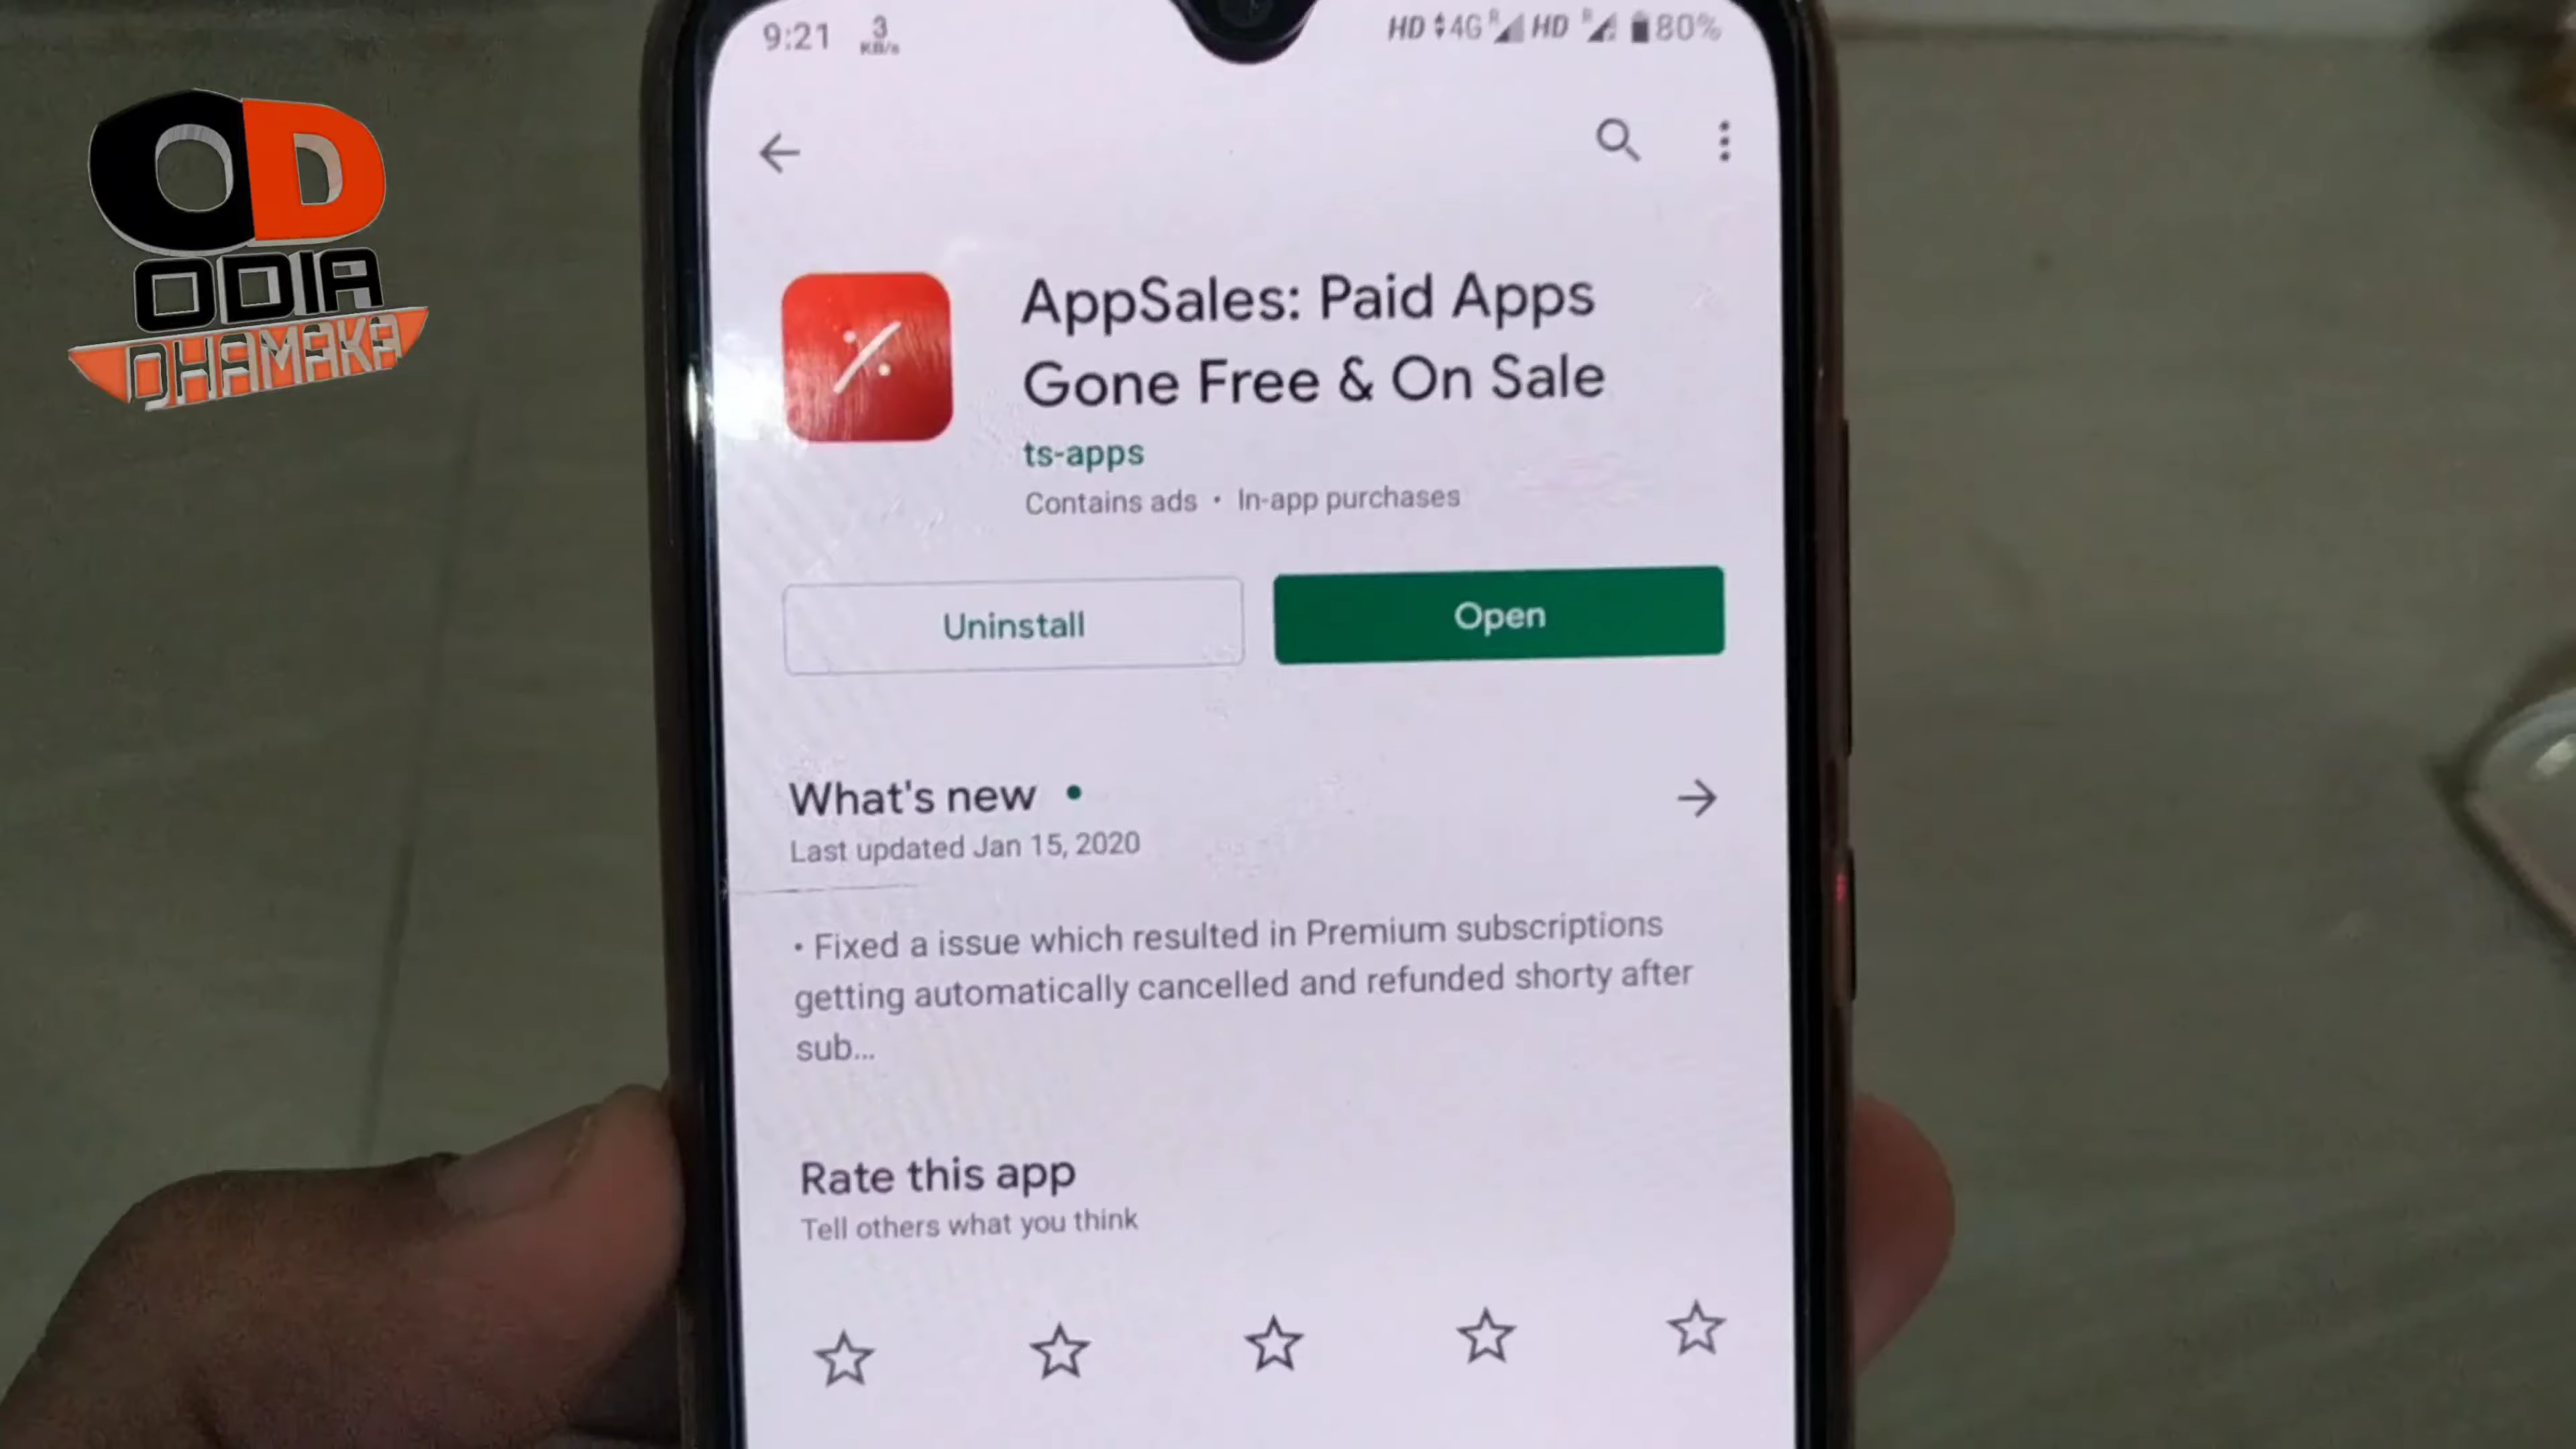 OD
ODIA
DHAMAKA
9:21 3 KB/s HD 4G R HD R 80%
AppSales: Paid Apps
Gone Free & On Sale
ts-apps
Contains ads • In-app purchases
Uninstall
Open
What's new •
Last updated Jan 15, 2020
• Fixed a issue which resulted in Premium subscriptions
getting automatically cancelled and refunded shorty after
sub...
Rate this app
Tell others what you think